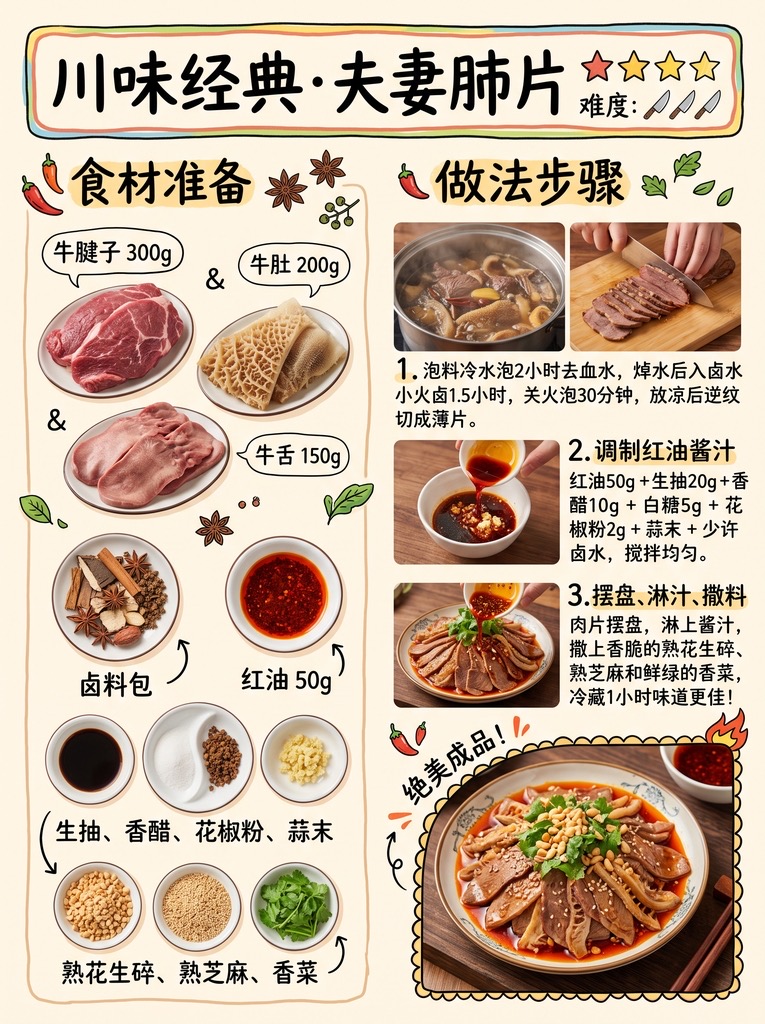 川味经典·夫妻肺片
难度:
食材准备
牛腱子 300g
&
牛肚 200g
&
牛舌 150g
卤料包
红油 50g
生抽、香醋、花椒粉、蒜末
熟花生碎、熟芝麻、香菜
做法步骤
1. 泡料冷水泡2小时去血水，焯水后入卤水
小火卤1.5小时，关火泡30分钟，放凉后逆纹
切成薄片。
2. 调制红油酱汁
红油50g+生抽20g+香
醋10g + 白糖5g + 花
椒粉2g + 蒜末 + 少许
卤水，搅拌均匀。
3. 摆盘、淋汁、撒料
肉片摆盘，淋上酱汁，
撒上香脆的熟花生碎、
熟芝麻和鲜绿的香菜，
冷藏1小时味道更佳！
绝美成品！